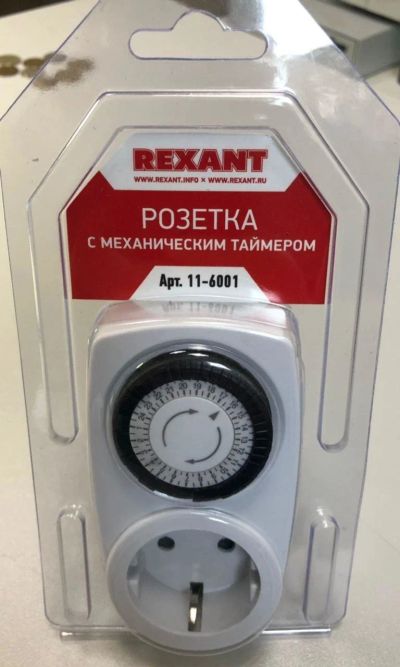 REXANT
WWW.REXANT.INFO × WWW.REXANT.RU
РОЗЕТКА
С МЕХАНИЧЕСКИМ ТАЙМЕРОМ
Арт. 11-6001